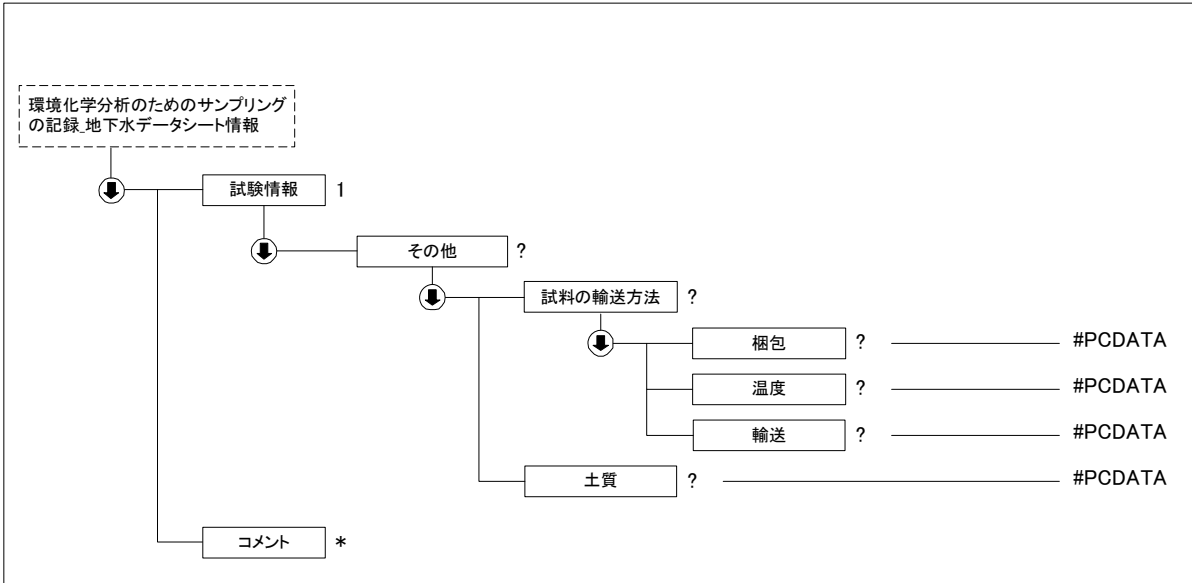 環境化学分析のためのサンプリング
の記録_地下水データシート情報
試験情報 1
その他 ?
試料の輸送方法 ?
梱包 ? #PCDATA
温度 ? #PCDATA
輸送 ? #PCDATA
土質 ? #PCDATA
コメント *